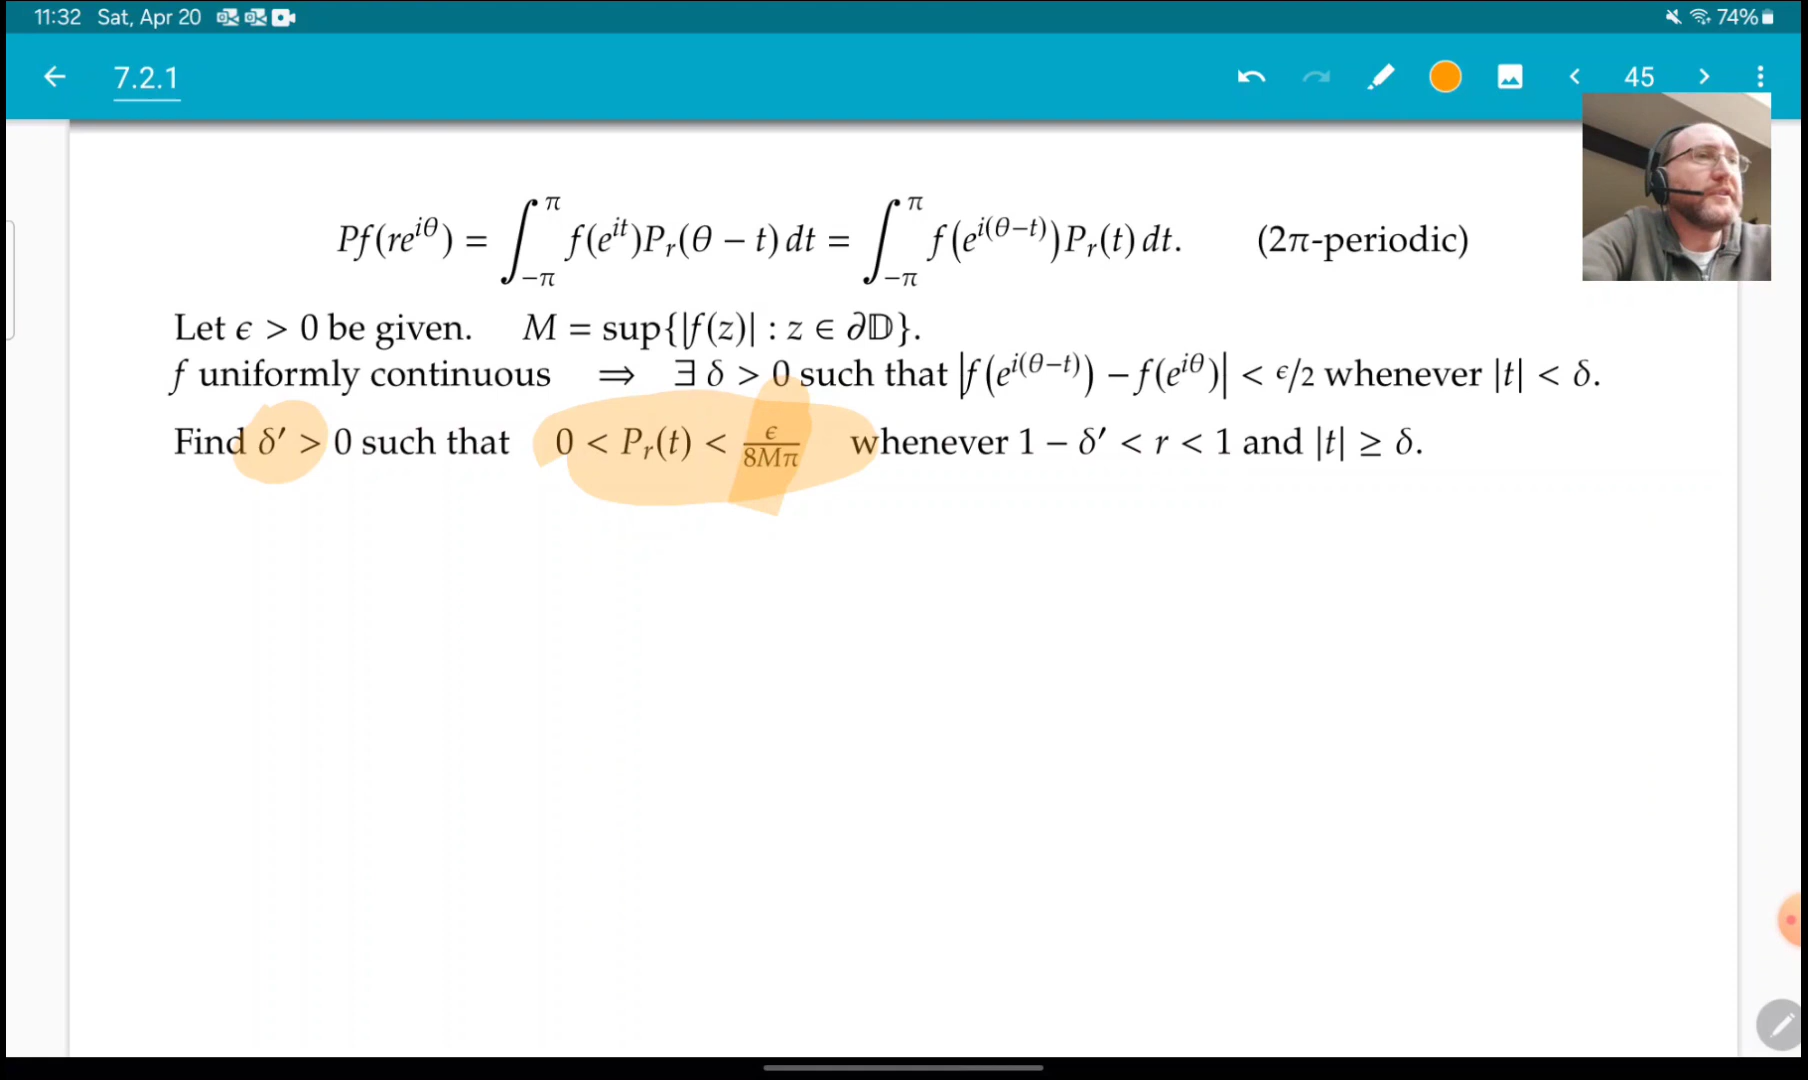 11:32 Sat, Apr 20 74%
7.2.1 45
Pf(re^{iθ}) = ∫_{−π}^{π} f(e^{it})P_r(θ − t) dt = ∫_{−π}^{π} f(e^{i(θ−t)})P_r(t) dt. (2π-periodic)
Let ϵ > 0 be given. M = sup{|f(z)| : z ∈ ∂𝔻}.
f uniformly continuous ⇒ ∃ δ > 0 such that |f(e^{i(θ−t)}) − f(e^{iθ})| < ϵ/2 whenever |t| < δ.
Find δ′ > 0 such that 0 < P_r(t) < \frac{ϵ}{8Mπ} whenever 1 − δ′ < r < 1 and |t| ≥ δ.